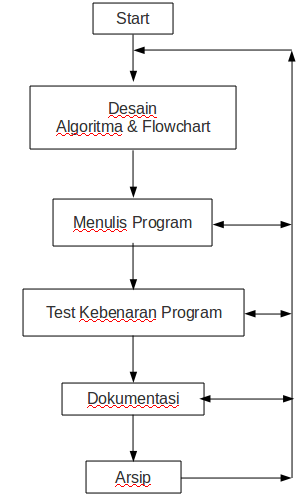 Start
Desain
Algoritma & Flowchart
Menulis Program
Test Kebenaran Program
Dokumentasi
Arsip